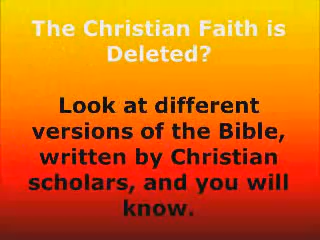 The Christian Faith is
Deleted?
Look at different
versions of the Bible,
written by Christian
scholars, and you will
know.